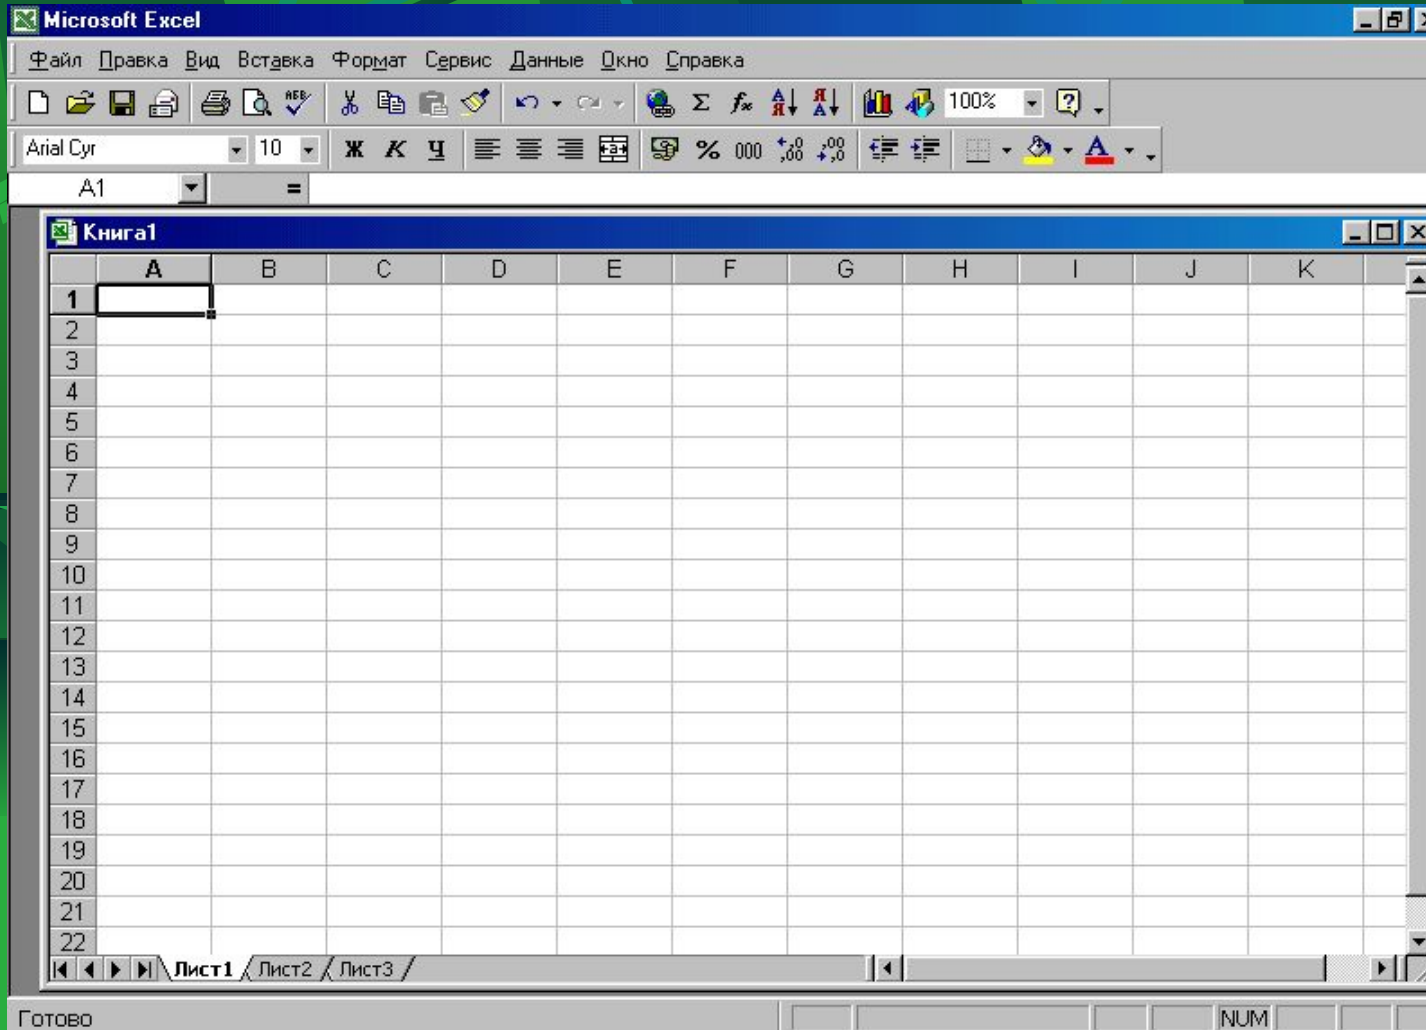 Microsoft Excel
Файл Правка Вид Вставка Формат Сервис Данные Окно Справка
100%
Arial Cyr 10 Ж К Ч % 000
A1 =
Книга1
A B C D E F G H I J K
1
2
3
4
5
6
7
8
9
10
11
12
13
14
15
16
17
18
19
20
21
22
Лист1 Лист2 Лист3
Готово NUM